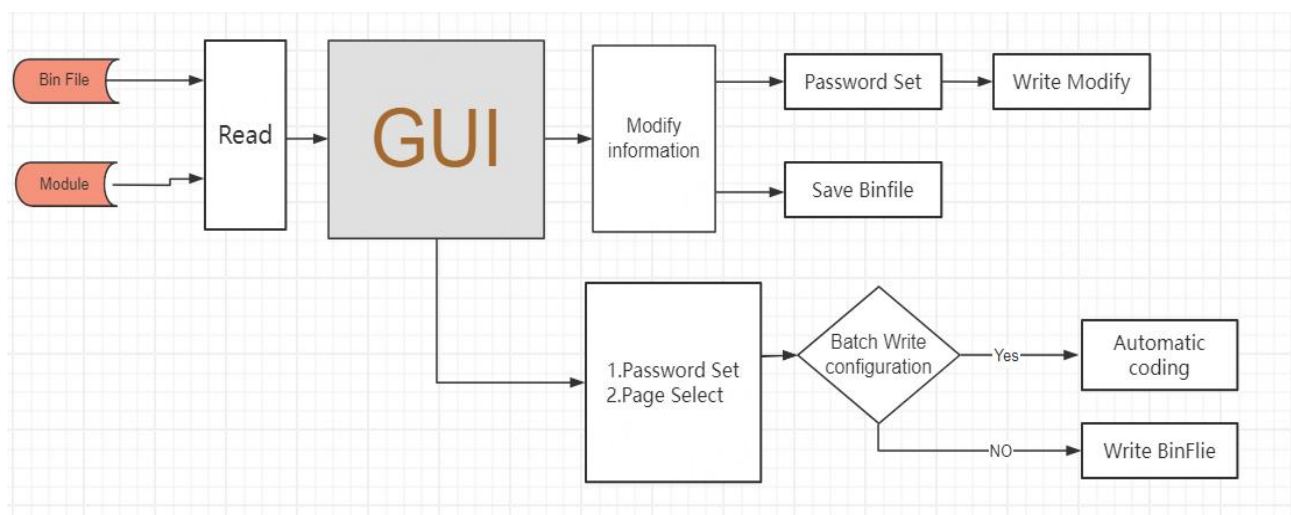 Bin File
Module
Read
GUI
Modify
information
Password Set
Write Modify
Save Binfile
1.Password Set
2.Page Select
Batch Write
configuration
Yes
Automatic
coding
NO
Write BinFlie